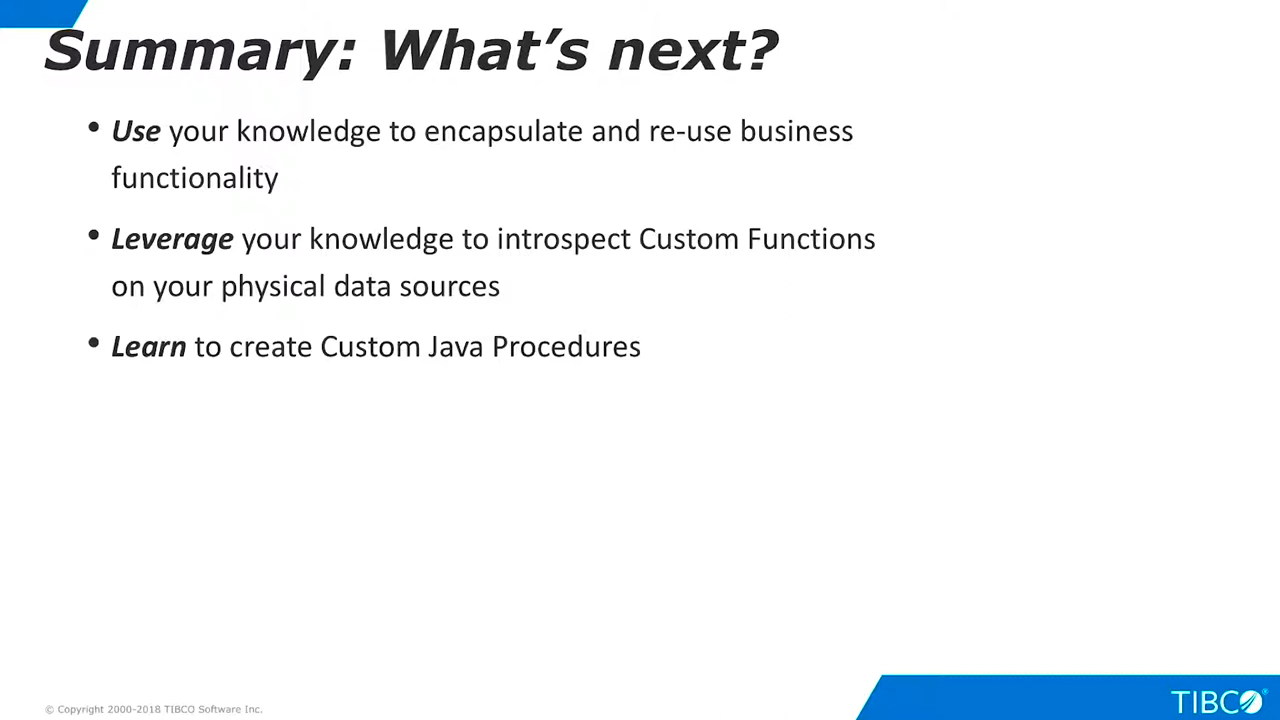 Summary: What’s next?
• Use your knowledge to encapsulate and re-use business
functionality
• Leverage your knowledge to introspect Custom Functions
on your physical data sources
• Learn to create Custom Java Procedures
© Copyright 2000-2018 TIBCO Software Inc.
TIBCO®